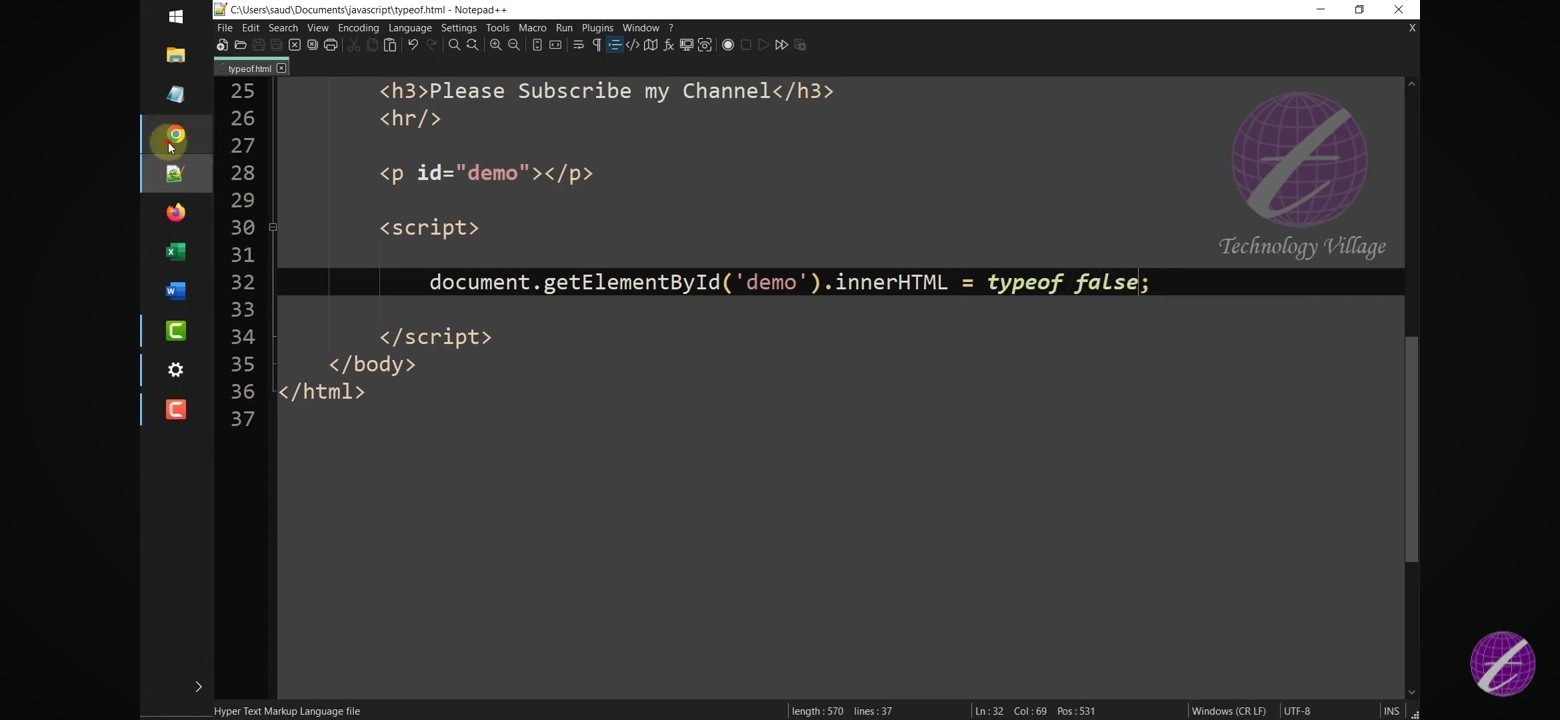 C:\Users\saud\Documents\javascript\typeof.html - Notepad++
File Edit Search View Encoding Language Settings Tools Macro Run Plugins Window ? X
typeof.html
25 <h3>Please Subscribe my Channel</h3>
26 <hr/>
27
28 <p id="demo"></p>
29
30 <script>
31
32 document.getElementById('demo').innerHTML = typeof false;
33
34 </script>
35 </body>
36 </html>
37
Technology Village
Hyper Text Markup Language file length : 570 lines : 37 Ln : 32 Col : 69 Pos : 531 Windows (CR LF) UTF-8 INS